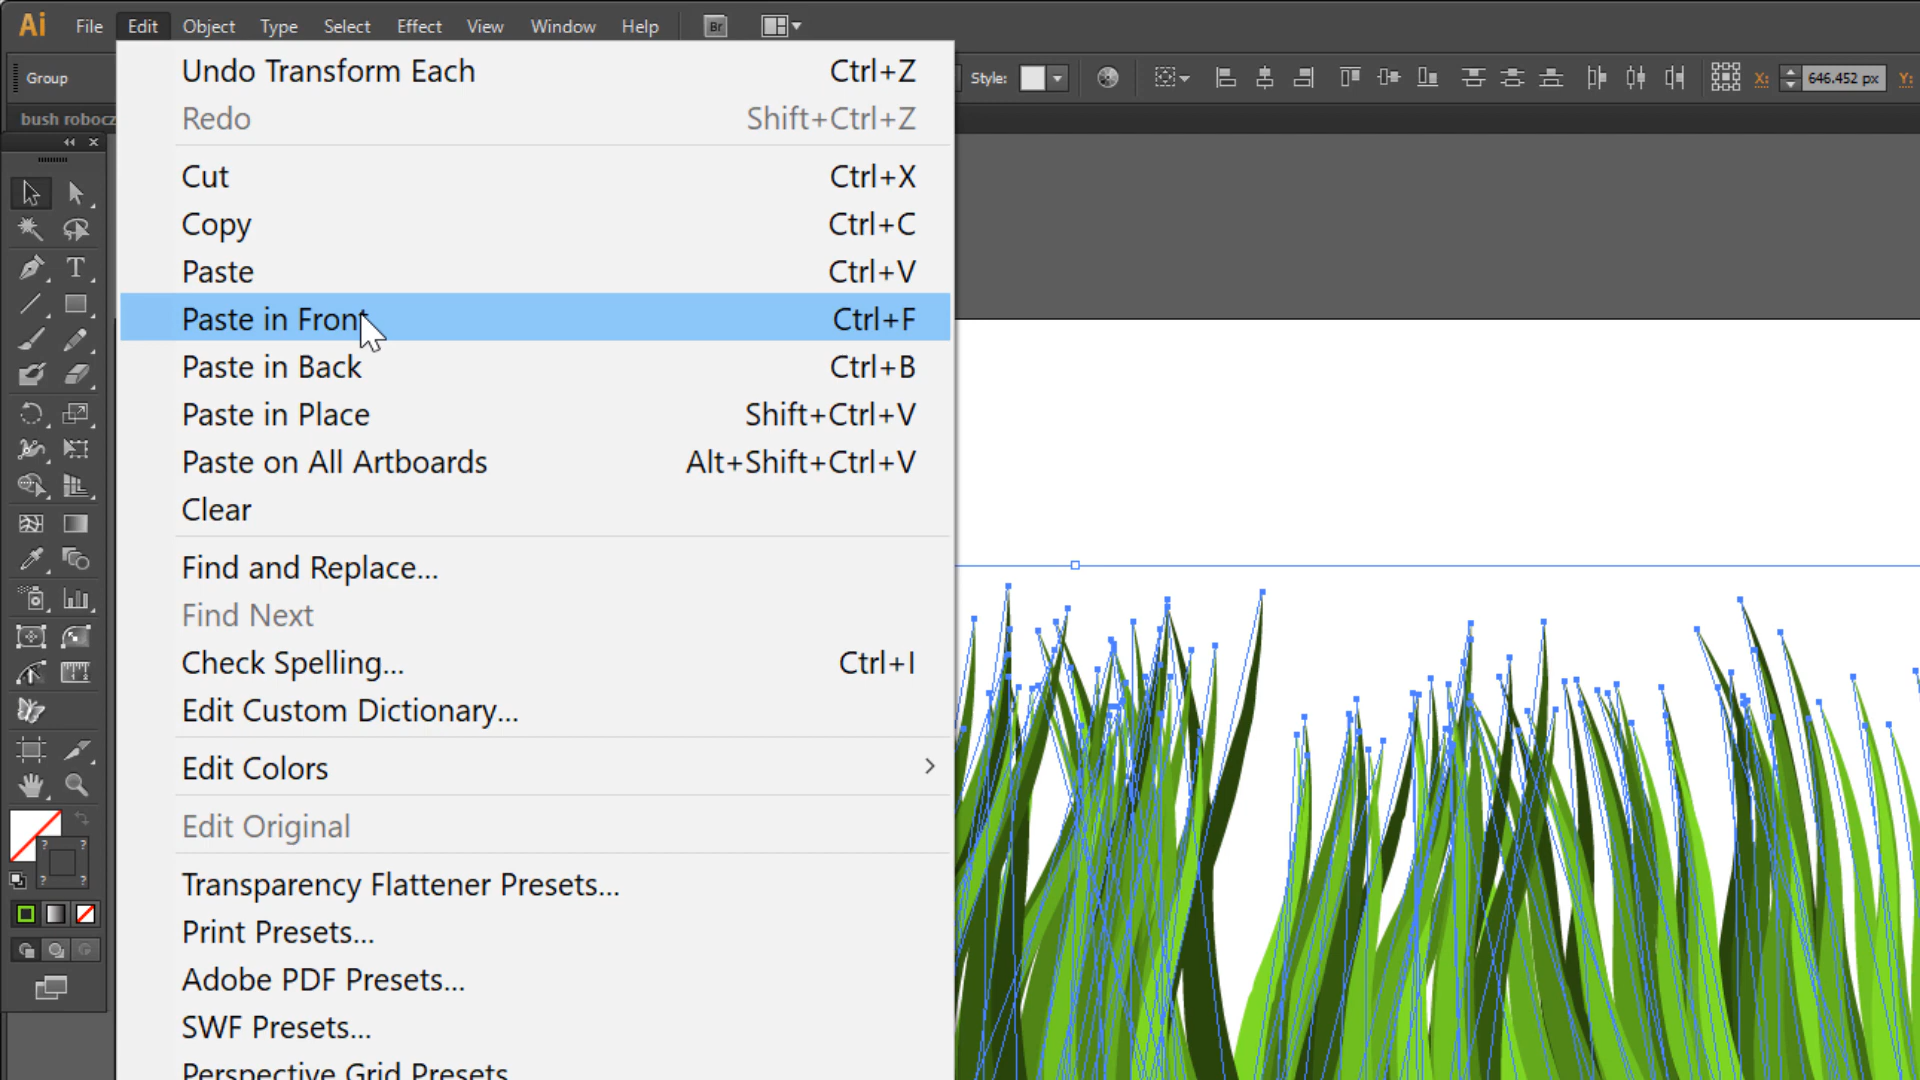 Ai File Edit Object Type Select Effect View Window Help Br
Group Style: X: 646.452 px Y:
bush robocz
Undo Transform Each Ctrl+Z
Redo Shift+Ctrl+Z
Cut Ctrl+X
Copy Ctrl+C
Paste Ctrl+V
Paste in Front Ctrl+F
Paste in Back Ctrl+B
Paste in Place Shift+Ctrl+V
Paste on All Artboards Alt+Shift+Ctrl+V
Clear
Find and Replace...
Find Next
Check Spelling... Ctrl+I
Edit Custom Dictionary...
Edit Colors
Edit Original
Transparency Flattener Presets...
Print Presets...
Adobe PDF Presets...
SWF Presets...
Perspective Grid Presets